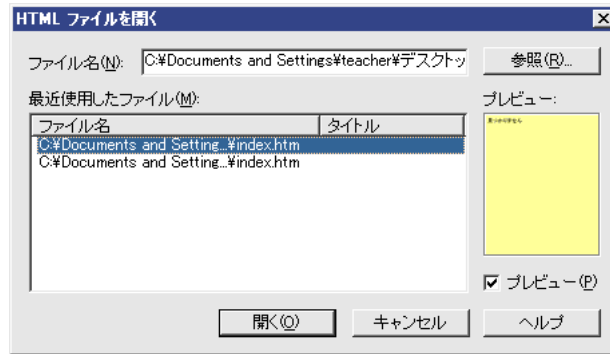 HTML ファイルを開く
ファイル名(N):
C:¥Documents and Settings¥teacher¥デスクトッ
参照(R)...
最近使用したファイル(M):
プレビュー:
ファイル名
タイトル
C:¥Documents and Setting...¥index.htm
C:¥Documents and Setting...¥index.htm
プレビュー(P)
開く(O)
キャンセル
ヘルプ